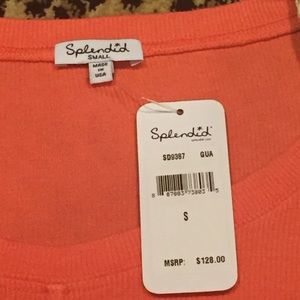 Splendid
SMALL
MADE
IN
USA
Splendid
SD9367 GUA
S
MSRP: $128.00